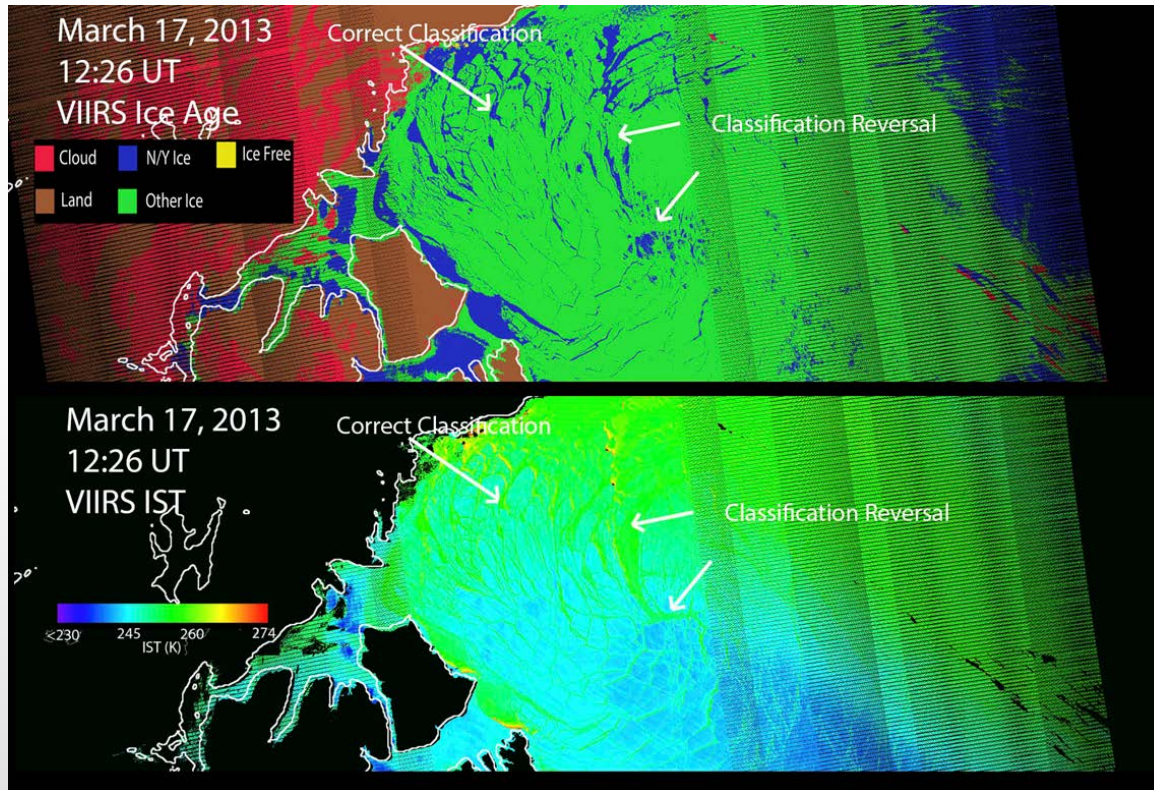 March 17, 2013
12:26 UT
VIIRS Ice Age
Correct Classification
Classification Reversal
Cloud N/Y Ice Ice Free
Land Other Ice
March 17, 2013
12:26 UT
VIIRS IST
Correct Classification
Classification Reversal
<230 245 260 274
IST (K)